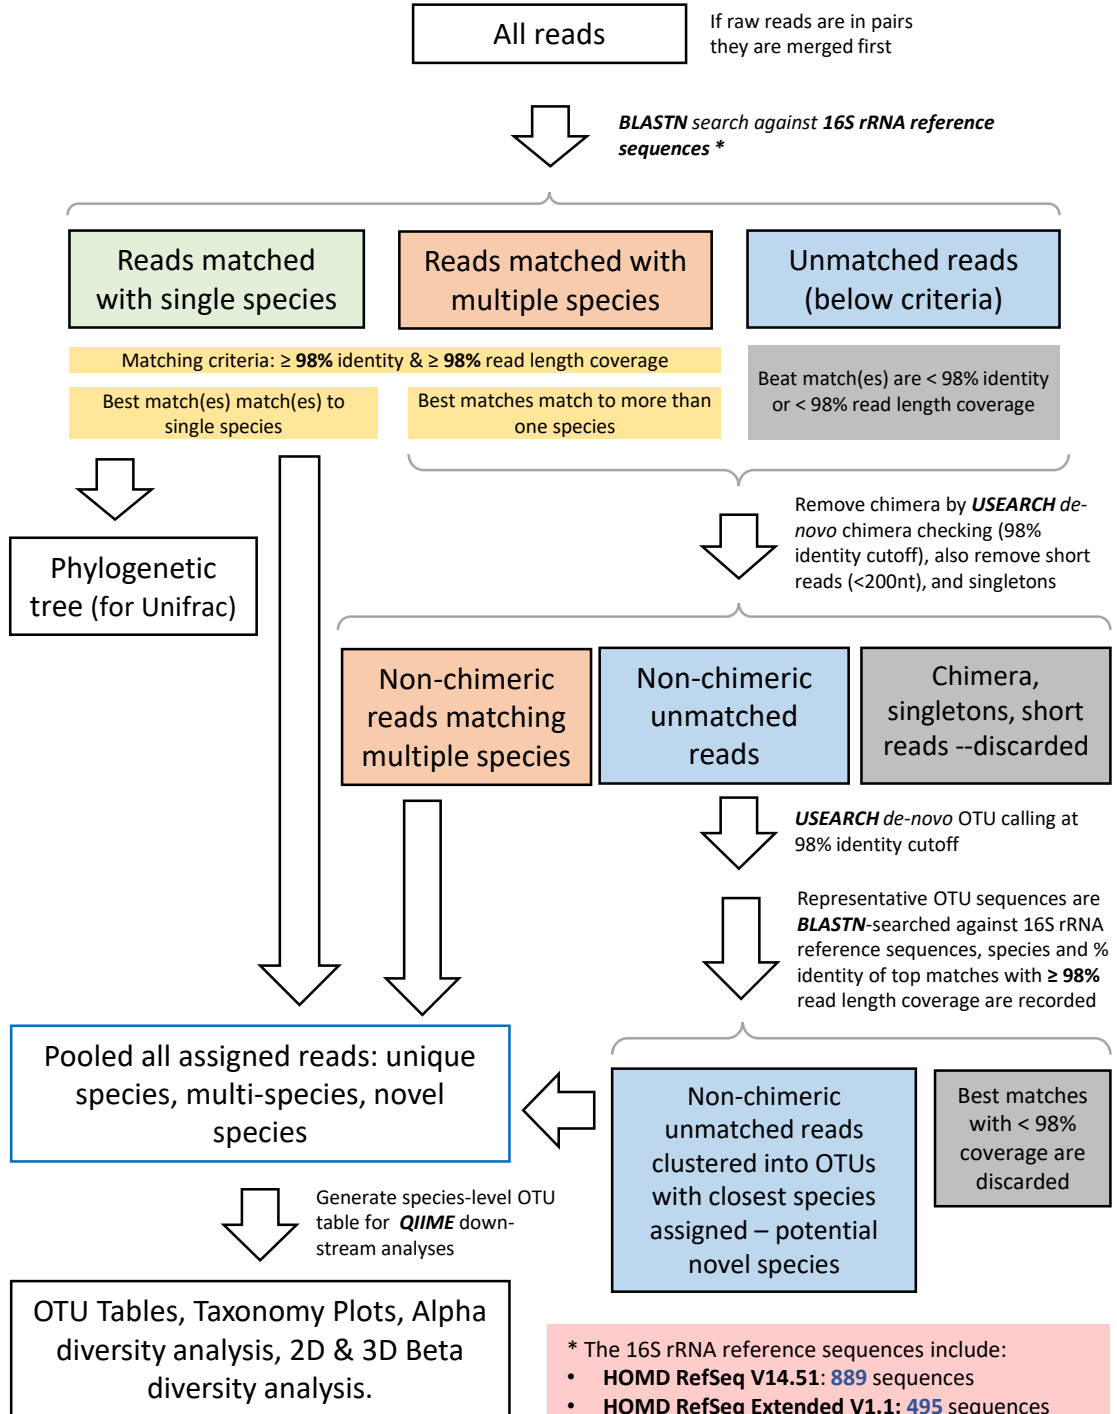 All reads
If raw reads are in pairs
they are merged first
BLASTN search against 16S rRNA reference
sequences *
Reads matched
with single species
Reads matched with
multiple species
Unmatched reads
(below criteria)
Matching criteria: ≥ 98% identity & ≥ 98% read length coverage
Beat match(es) are < 98% identity
or < 98% read length coverage
Best match(es) match(es) to
single species
Best matches match to more than
one species
Remove chimera by USEARCH de-
novo chimera checking (98%
identity cutoff), also remove short
reads (<200nt), and singletons
Phylogenetic
tree (for Unifrac)
Non-chimeric
reads matching
multiple species
Non-chimeric
unmatched
reads
Chimera,
singletons, short
reads --discarded
USEARCH de-novo OTU calling at
98% identity cutoff
Representative OTU sequences are
BLASTN-searched against 16S rRNA
reference sequences, species and %
identity of top matches with ≥ 98%
read length coverage are recorded
Pooled all assigned reads: unique
species, multi-species, novel
species
Non-chimeric
unmatched reads
clustered into OTUs
with closest species
assigned – potential
novel species
Best matches
with < 98%
coverage are
discarded
Generate species-level OTU
table for QIIME down-
stream analyses
OTU Tables, Taxonomy Plots, Alpha
diversity analysis, 2D & 3D Beta
diversity analysis.
* The 16S rRNA reference sequences include:
• HOMD RefSeq V14.51: 889 sequences
• HOMD RefSeq Extended V1.1: 495 sequences